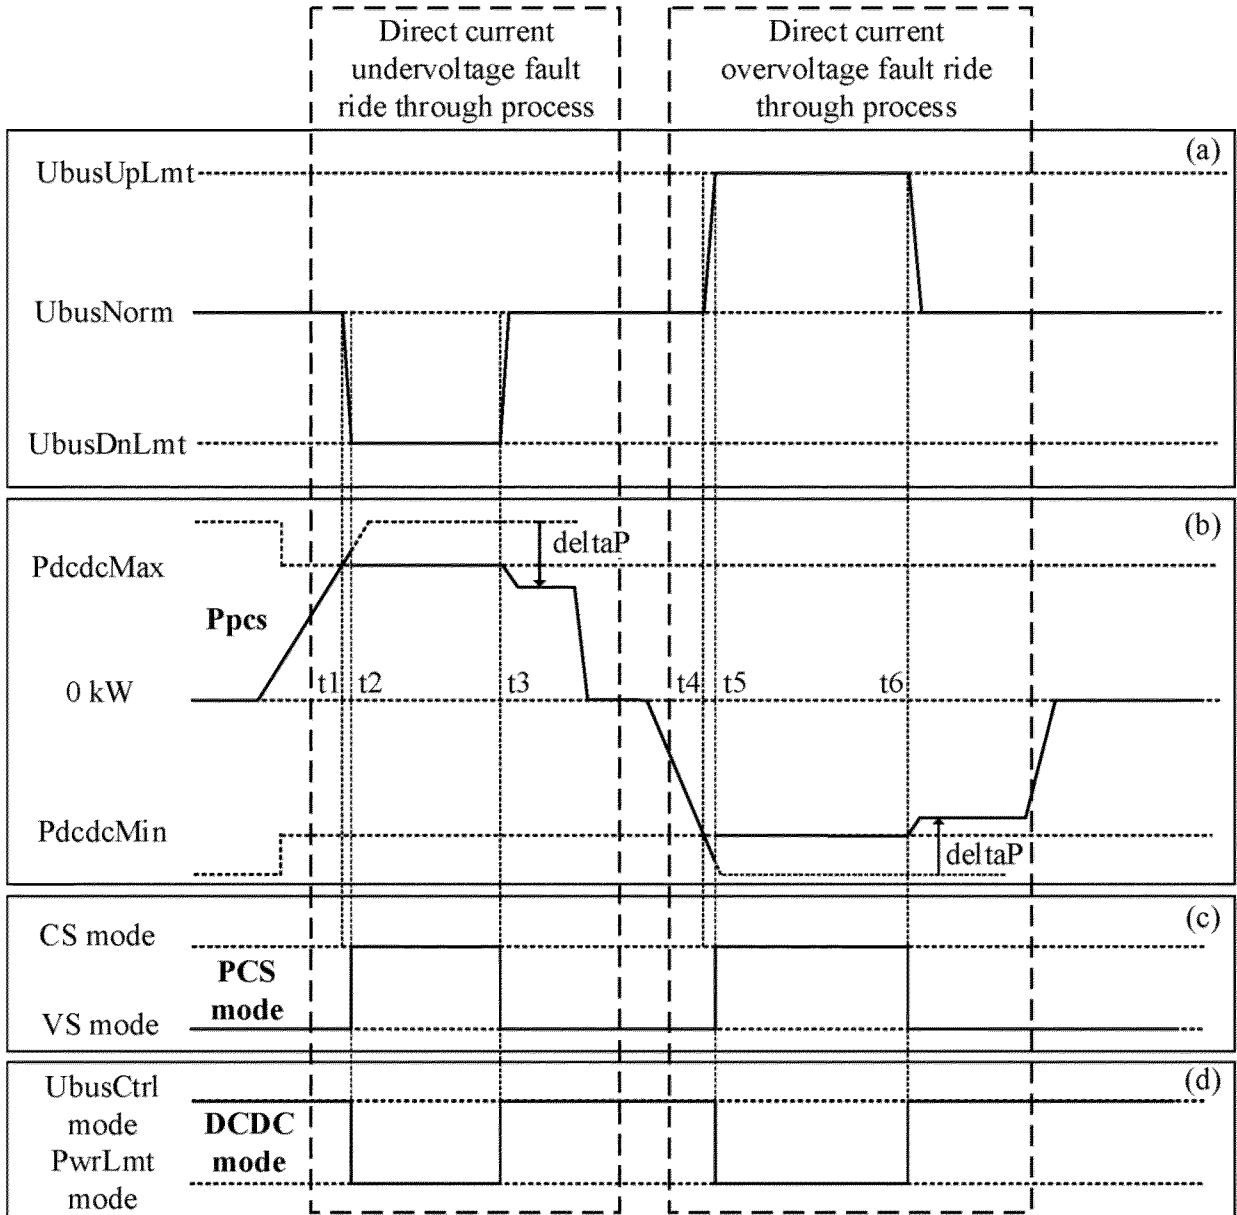 Direct current
undervoltage fault
ride through process
Direct current
overvoltage fault ride
through process
(a)
UbusUpLmt
UbusNorm
UbusDnLmt
(b)
deltaP
PdcdcMax
Ppcs
0 kW
t1
t2
t3
t4
t5
t6
PdcdcMin
deltaP
(c)
CS mode
PCS
mode
VS mode
(d)
UbusCtrl
mode
DCDC
mode
PwrLmt
mode